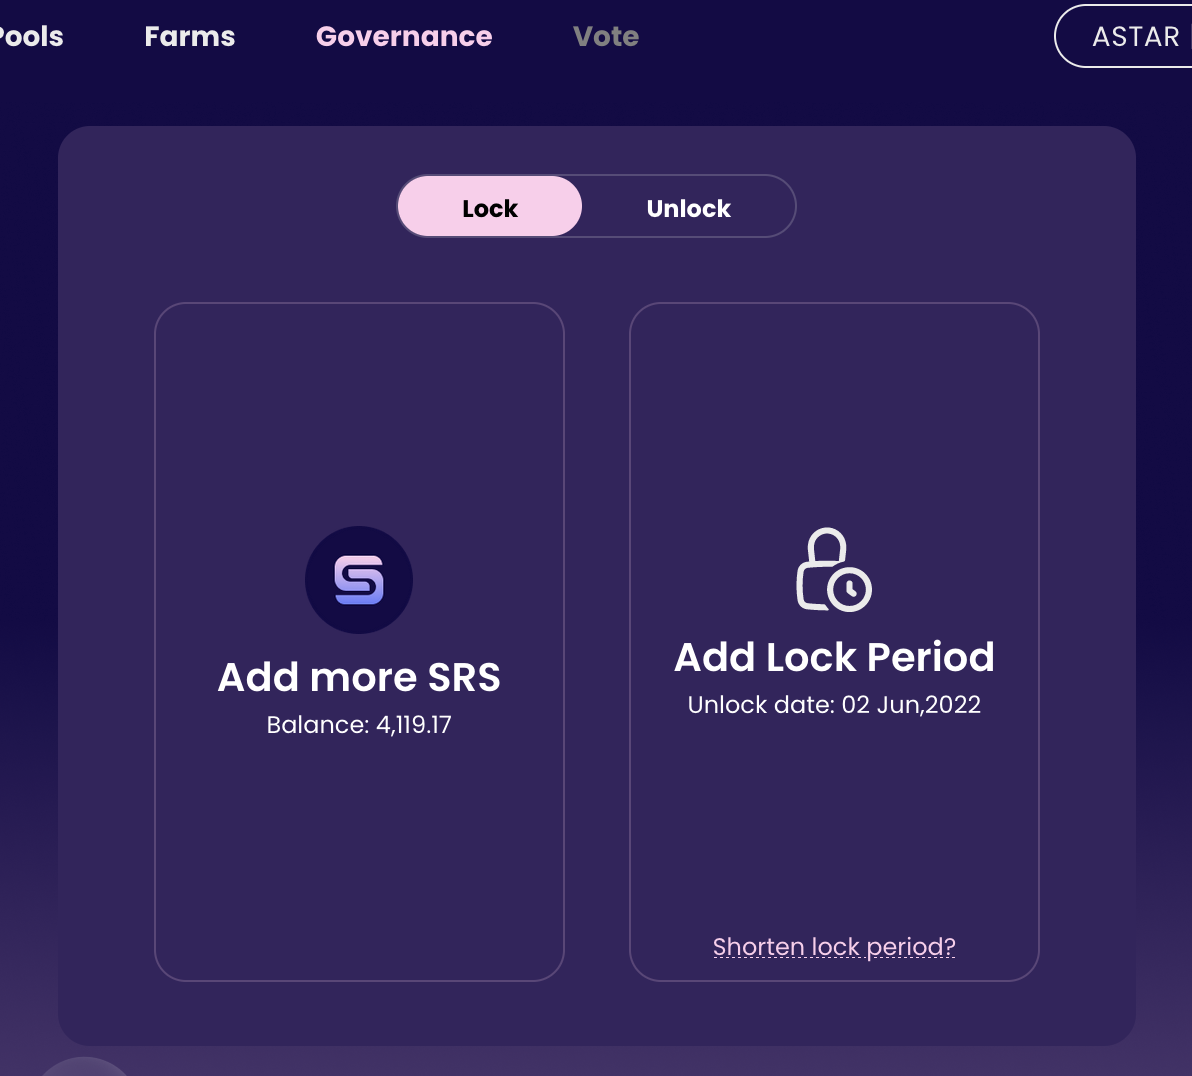 Pools Farms Governance Vote ASTAR
Lock Unlock
Add more SRS
Balance: 4,119.17
Add Lock Period
Unlock date: 02 Jun,2022
Shorten lock period?